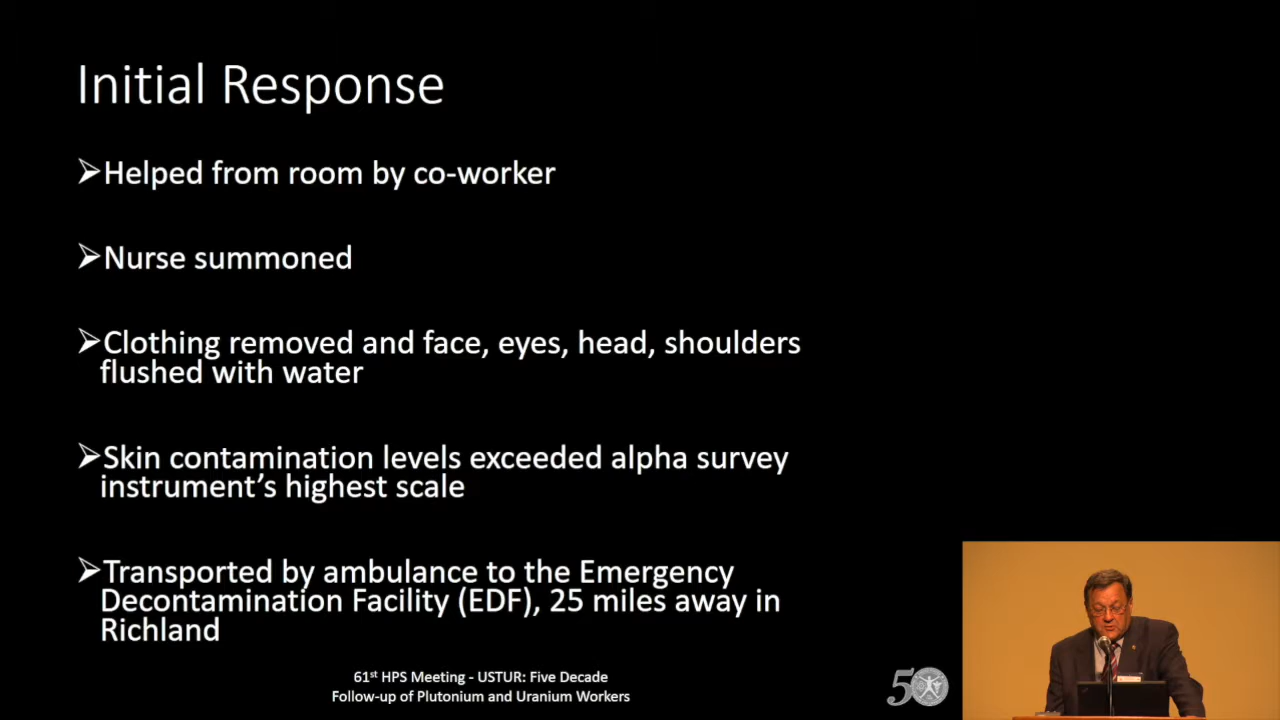 Initial Response
➢Helped from room by co-worker
➢Nurse summoned
➢Clothing removed and face, eyes, head, shoulders
flushed with water
➢Skin contamination levels exceeded alpha survey
instrument's highest scale
➢Transported by ambulance to the Emergency
Decontamination Facility (EDF), 25 miles away in
Richland
61st HPS Meeting - USTUR: Five Decade
Follow-up of Plutonium and Uranium Workers
50